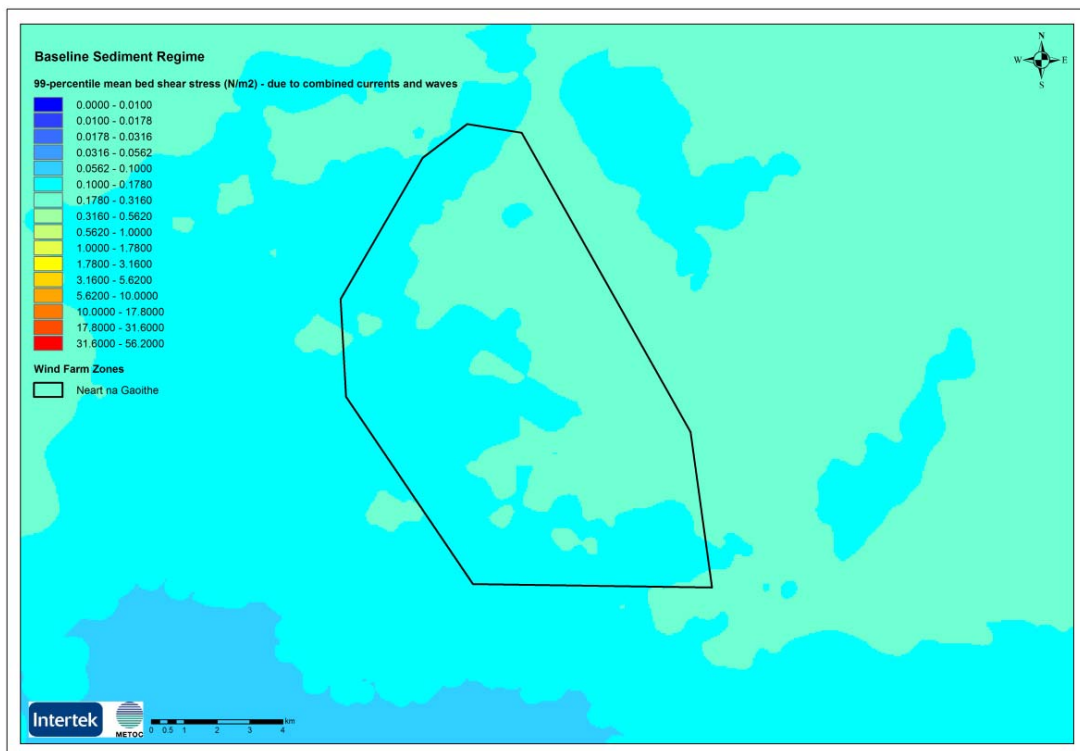 Baseline Sediment Regime
99-percentile mean bed shear stress (N/m2) - due to combined currents and waves
0.0000 - 0.0100
0.0100 - 0.0178
0.0178 - 0.0316
0.0316 - 0.0562
0.0562 - 0.1000
0.1000 - 0.1780
0.1780 - 0.3160
0.3160 - 0.5620
0.5620 - 1.0000
1.0000 - 1.7800
1.7800 - 3.1600
3.1600 - 5.6200
5.6200 - 10.0000
10.0000 - 17.8000
17.8000 - 31.6000
31.6000 - 56.2000
Wind Farm Zones
Neart na Gaoithe
N
W E
S
Intertek
METOC
km
0 0.5 1 2 3 4